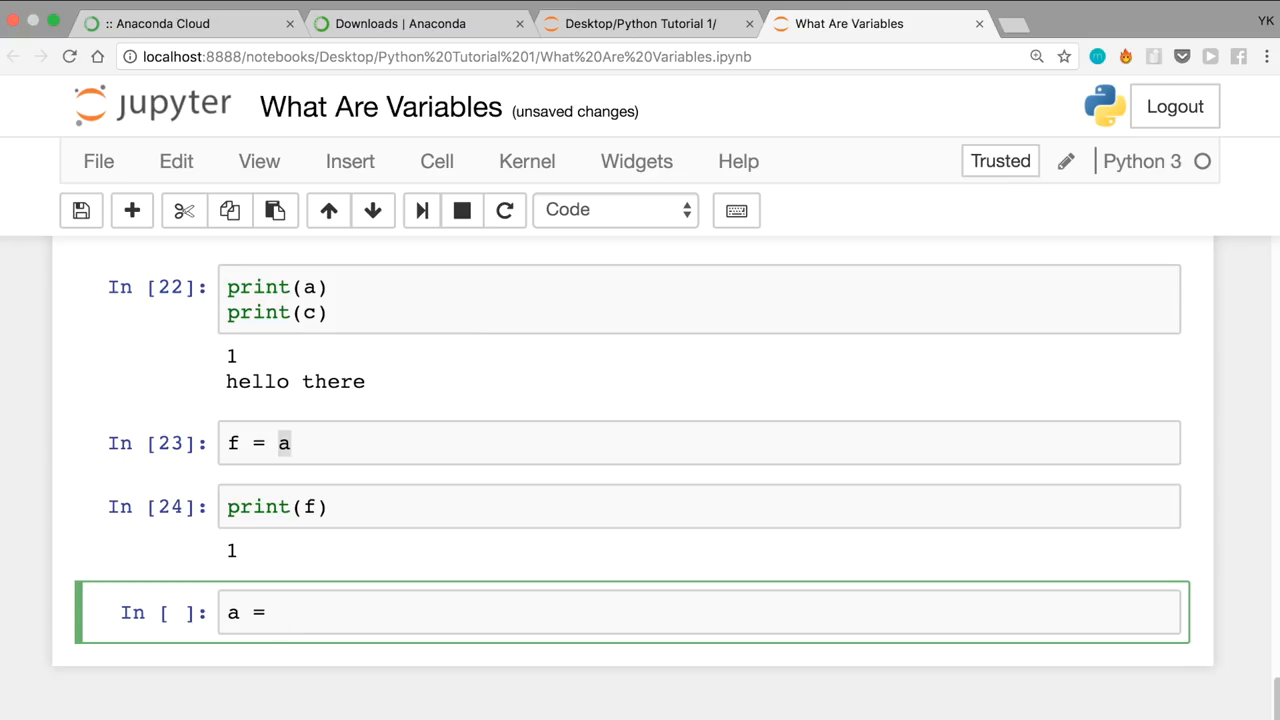 :: Anaconda Cloud
Downloads | Anaconda
Desktop/Python Tutorial 1/
What Are Variables
YK
localhost:8888/notebooks/Desktop/Python%20Tutorial%201/What%20Are%20Variables.ipynb
jupyter What Are Variables (unsaved changes) Logout
File Edit View Insert Cell Kernel Widgets Help Trusted Python 3
Code
In [22]: print(a)
print(c)
1
hello there
In [23]: f = a
In [24]: print(f)
1
In [ ]: a =